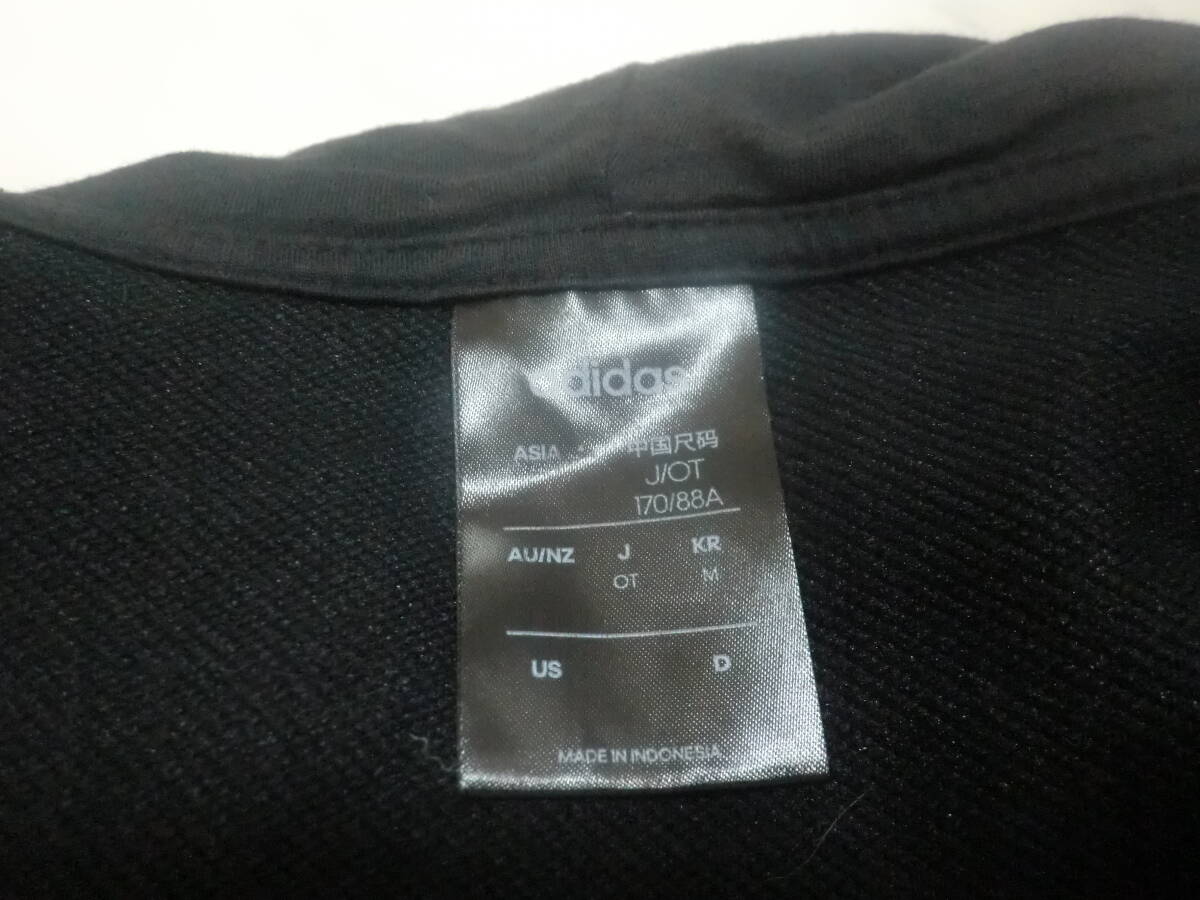 adidas
ASIA 中国尺码
J/OT
170/88A
AU/NZ J KR
OT M
US D
MADE IN INDONESIA